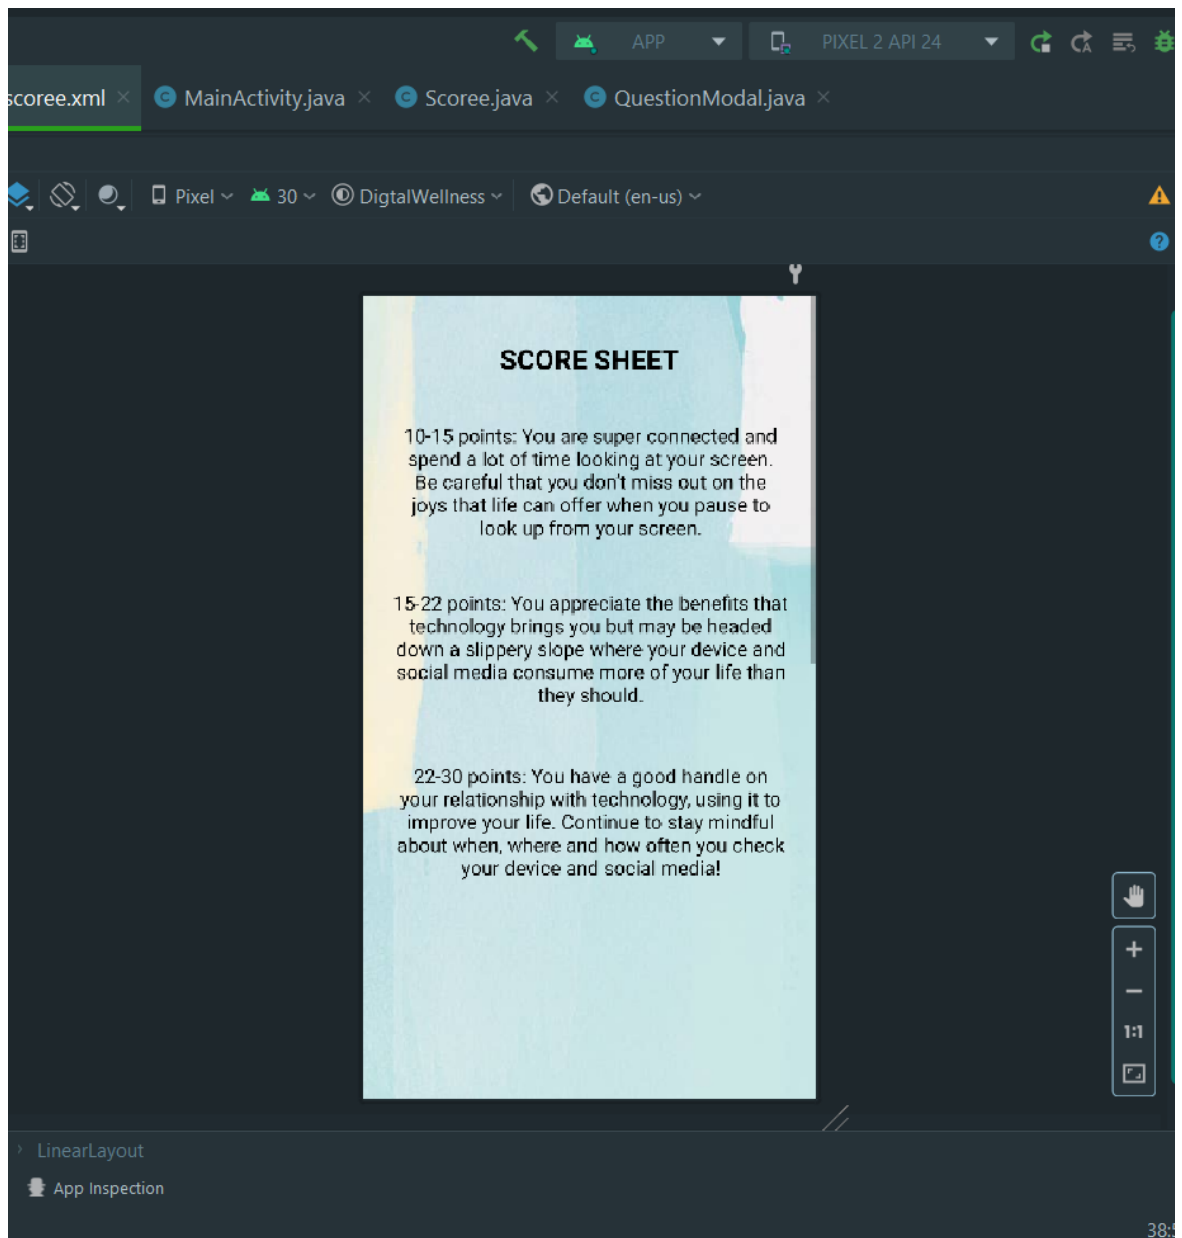 APP PIXEL 2 API 24
scoree.xml MainActivity.java Scoree.java QuestionModal.java
Pixel 30 DigtalWellness Default (en-us)
SCORE SHEET
10-15 points: You are super connected and
spend a lot of time looking at your screen.
Be careful that you don't miss out on the
joys that life can offer when you pause to
look up from your screen.
15-22 points: You appreciate the benefits that
technology brings you but may be headed
down a slippery slope where your device and
social media consume more of your life than
they should.
22-30 points: You have a good handle on
your relationship with technology, using it to
improve your life. Continue to stay mindful
about when, where and how often you check
your device and social media!
1:1
LinearLayout
App Inspection